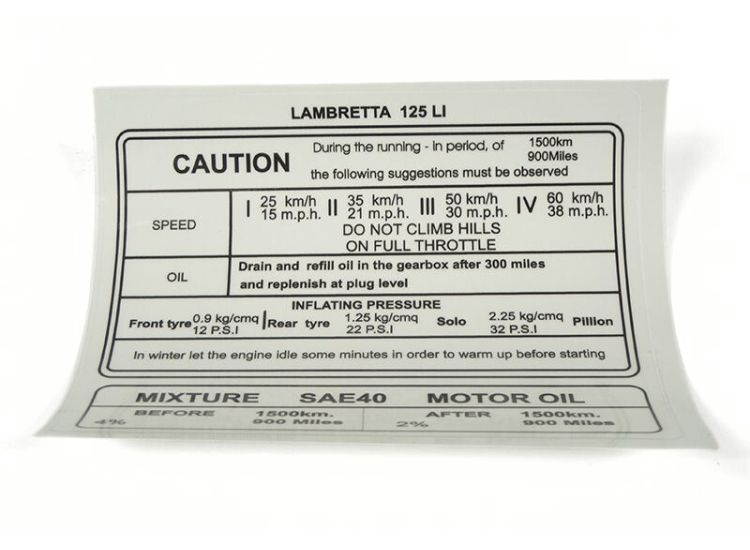 LAMBRETTA 125 LI
CAUTION
During the running - in period, of 1500km
900Miles
the following suggestions must be observed
SPEED
I 25 km/h 15 m.p.h. II 35 km/h 21 m.p.h. III 50 km/h 30 m.p.h. IV 60 km/h 38 m.p.h.
DO NOT CLIMB HILLS
ON FULL THROTTLE
OIL
Drain and refill oil in the gearbox after 300 miles
and replenish at plug level
INFLATING PRESSURE
Front tyre 0.9 kg/cmq 12 P.S.I Rear tyre 1.25 kg/cmq 22 P.S.I Solo 2.25 kg/cmq 32 P.S.I Pillion
In winter let the engine idle some minutes in order to warm up before starting
MIXTURE SAE40 MOTOR OIL
BEFORE 1500km. AFTER 1500km.
4% 900 Miles 2% 900 Miles